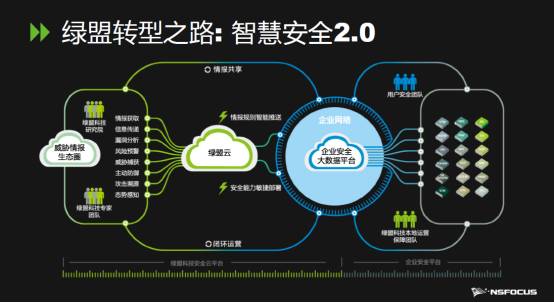 绿盟转型之路: 智慧安全2.0
情报共享
绿盟科技
研究院
威胁情报
生态圈
绿盟科技专家
团队
情报获取
信息传递
漏洞分析
风险预警
威胁捕获
主动防御
攻击溯源
态势感知
绿盟云
情报规则智能推送
安全能力敏捷部署
企业网络
企业安全
大数据平台
用户安全团队
绿盟科技本地运营
保障团队
闭环运营
绿盟科技安全云平台
企业安全平台
NSFOCUS